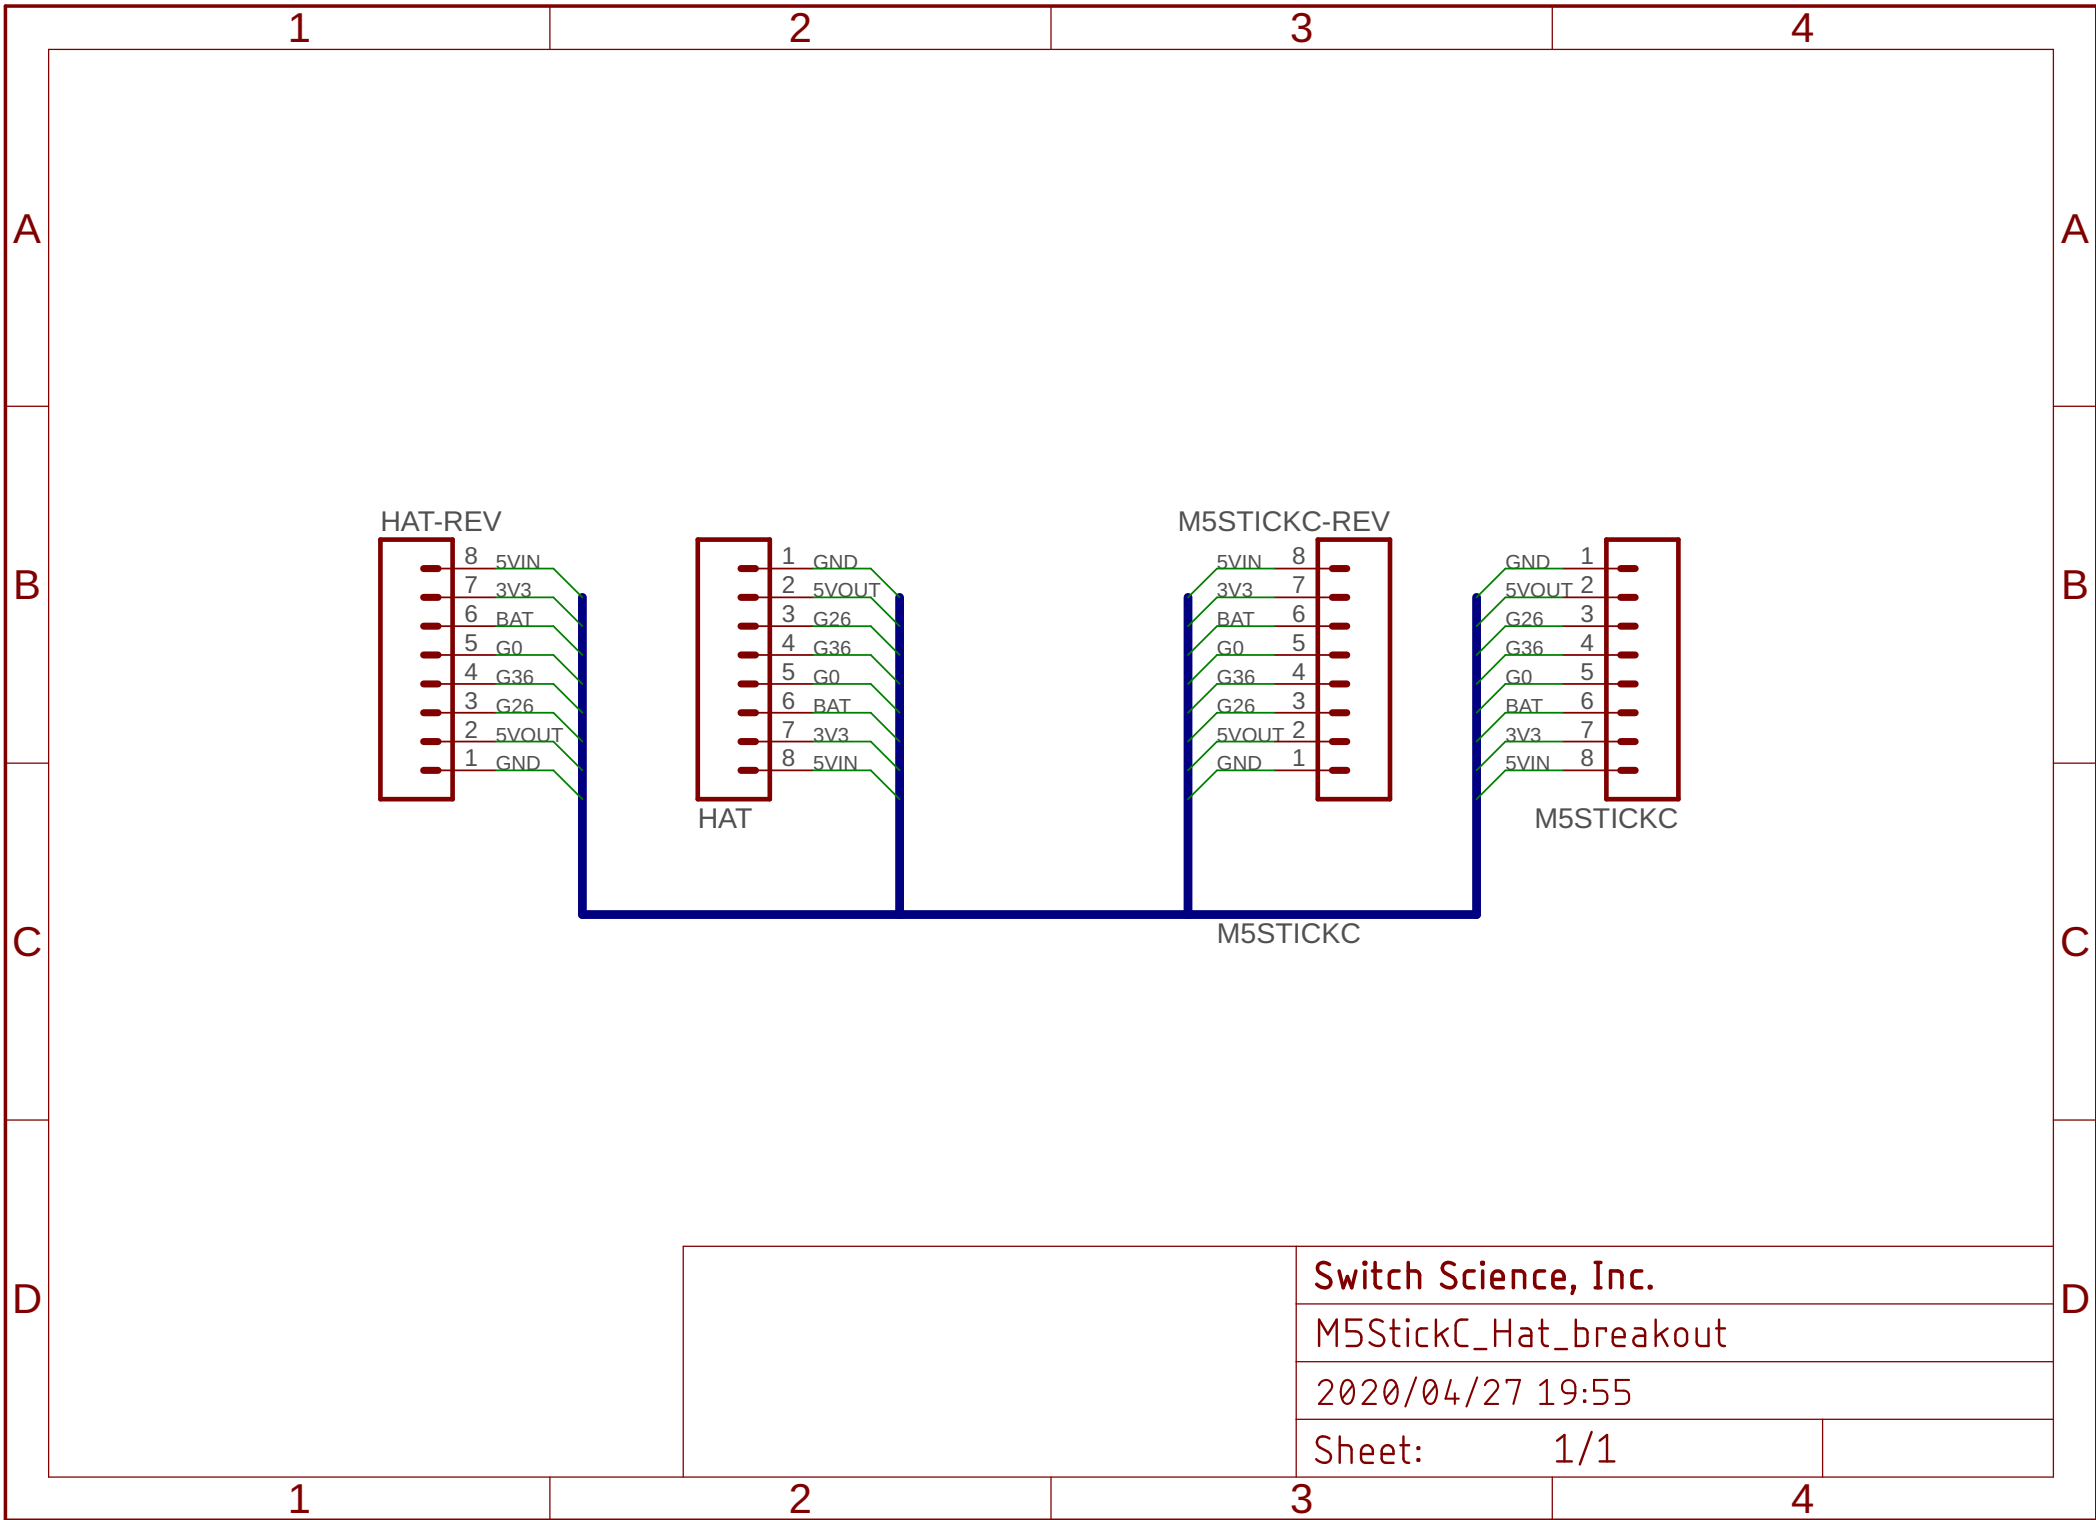 1 2 3 4
A A
HAT-REV M5STICKC-REV
8 5VIN 1 GND 5VIN 8 GND 1
B 7 3V3 2 5VOUT 3V3 7 5VOUT 2 B
6 BAT 3 G26 BAT 6 G26 3
5 G0 4 G36 G0 5 G36 4
4 G36 5 G0 G36 4 G0 5
3 G26 6 BAT G26 3 BAT 6
2 5VOUT 7 3V3 5VOUT 2 3V3 7
1 GND 8 5VIN GND 1 5VIN 8
HAT M5STICKC
C M5STICKC C
Switch Science, Inc.
D D
M5StickC_Hat_breakout
2020/04/27 19:55
Sheet: 1/1
1 2 3 4